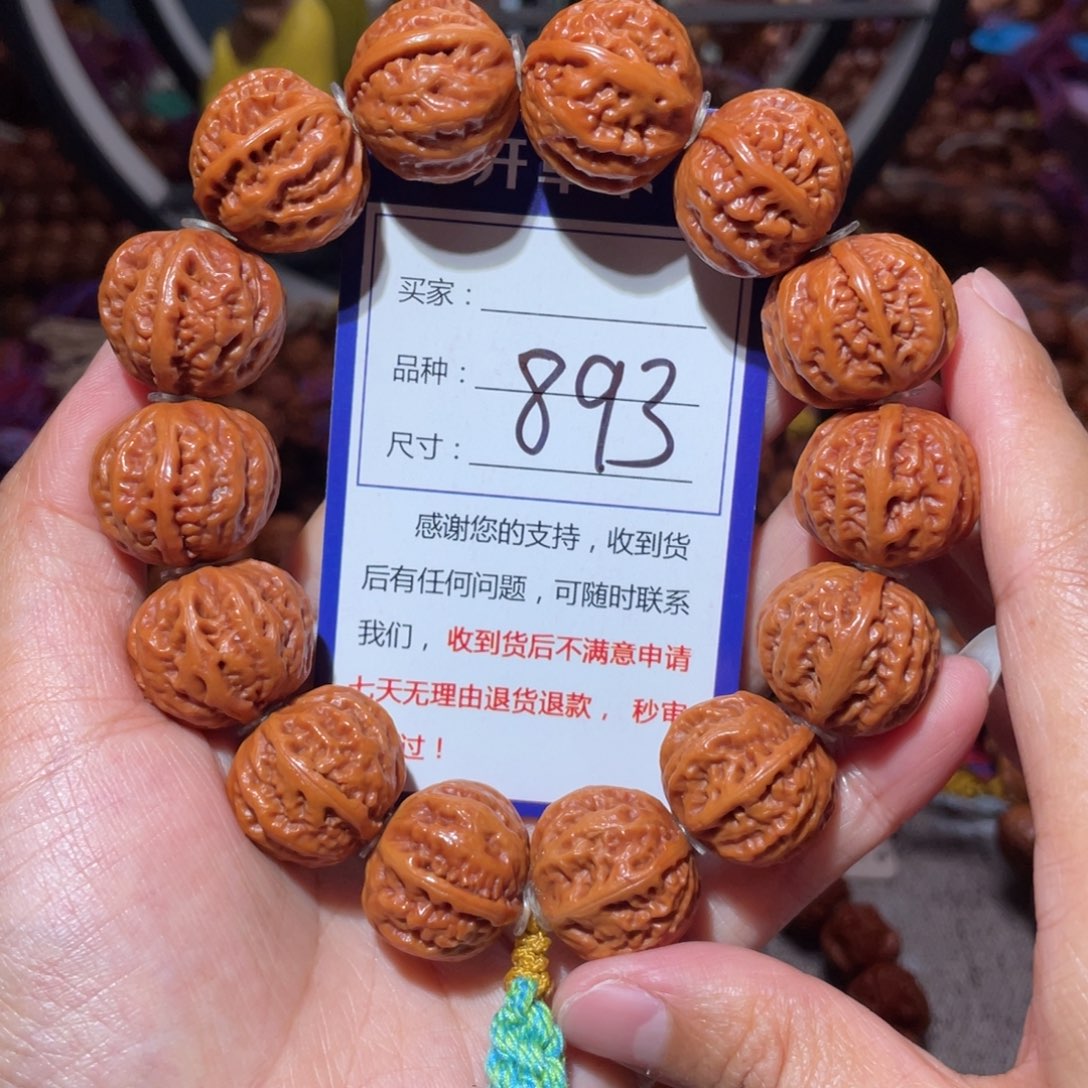 买家：
品种：
893
尺寸：
感谢您的支持，收到货
后有任何问题，可随时联系
我们，收到货后不满意申请
七天无理由退货退款，秒审
过！